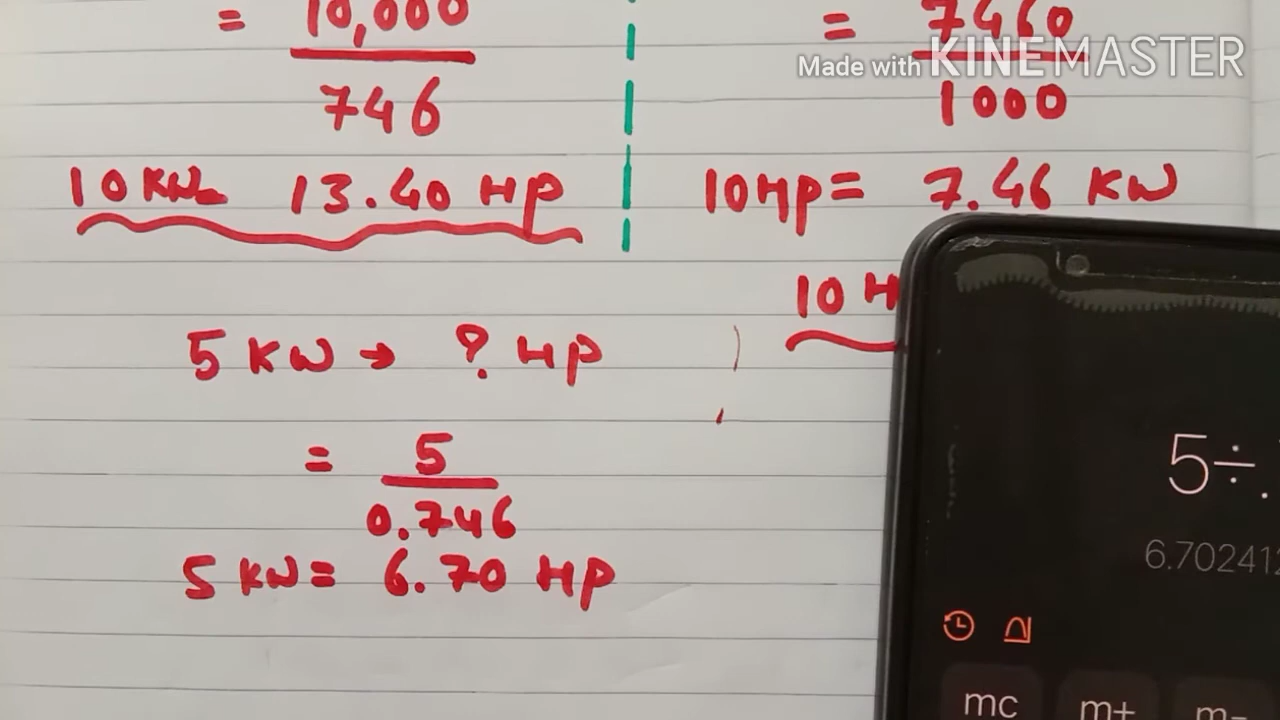 = 10,000
746
10 KW= 13.40 HP
= 7460
1000
10 HP = 7.46 KW
10 H
5 KW → ? HP
= 5
0.746
5 KW = 6.70 HP
Made with KINEMASTER
5÷.
6.702412
mc m+ m-